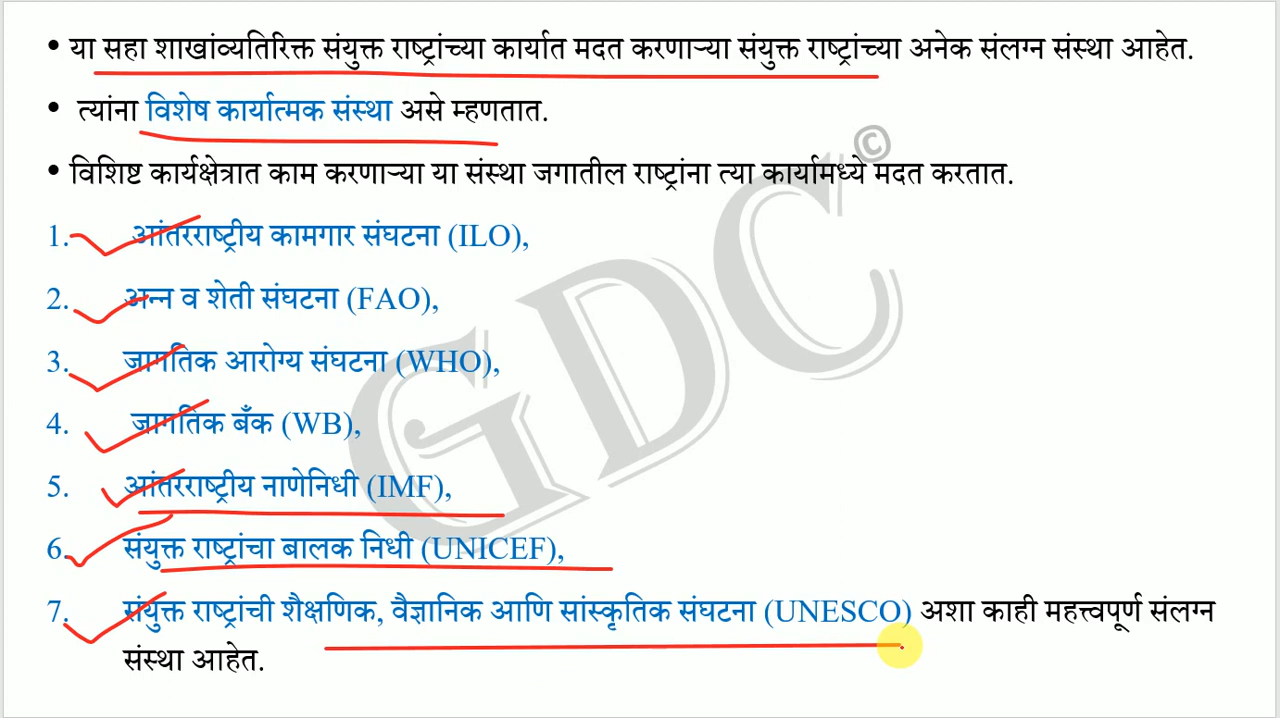 • या सहा शाखांव्यतिरिक्त संयुक्त राष्ट्रांच्या कार्यात मदत करणाऱ्या संयुक्त राष्ट्रांच्या अनेक संलग्न संस्था आहेत.
• त्यांना विशेष कार्यात्मक संस्था असे म्हणतात.
• विशिष्ट कार्यक्षेत्रात काम करणाऱ्या या संस्था जगातील राष्ट्रांना त्या कार्यामध्ये मदत करतात.
1. आंतरराष्ट्रीय कामगार संघटना (ILO),
2. अन्न व शेती संघटना (FAO),
3. जागतिक आरोग्य संघटना (WHO),
4. जागतिक बँक (WB),
5. आंतरराष्ट्रीय नाणेनिधी (IMF),
6. संयुक्त राष्ट्रांचा बालक निधी (UNICEF),
7. संयुक्त राष्ट्रांची शैक्षणिक, वैज्ञानिक आणि सांस्कृतिक संघटना (UNESCO) अशा काही महत्त्वपूर्ण संलग्न
संस्था आहेत.
GDC©